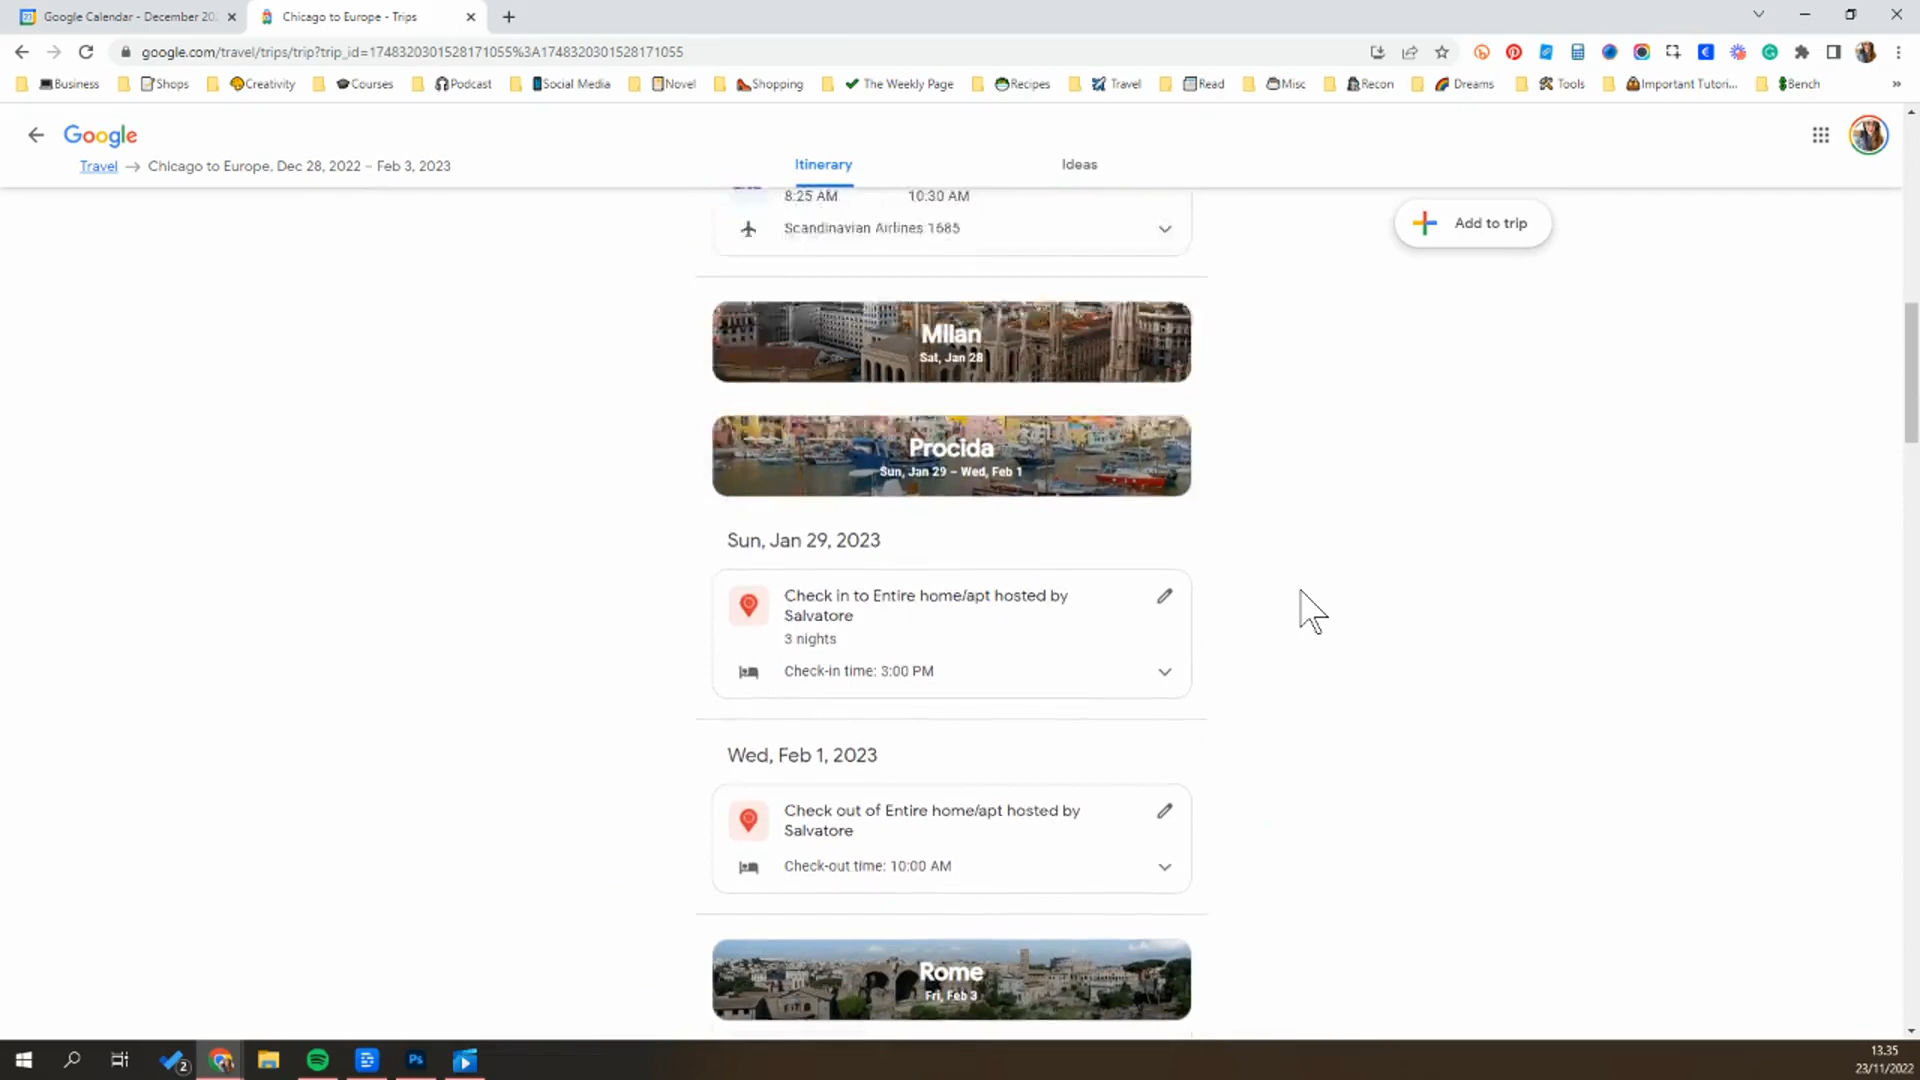 Google Calendar - December 20
Chicago to Europe - Trips
google.com/travel/trips/trip?trip_id=1748320301528171055%3A1748320301528171055
Business
Shops
Creativity
Courses
Podcast
Social Media
Novel
Shopping
The Weekly Page
Recipes
Travel
Read
Misc
Recon
Dreams
Tools
Important Tutori...
Bench
»
Google
Travel → Chicago to Europe, Dec 28, 2022 – Feb 3, 2023
Itinerary
Ideas
8:25 AM 10:30 AM
Scandinavian Airlines 1685
Add to trip
Milan
Sat, Jan 28
Procida
Sun, Jan 29 – Wed, Feb 1
Sun, Jan 29, 2023
Check in to Entire home/apt hosted by
Salvatore
3 nights
Check-in time: 3:00 PM
Wed, Feb 1, 2023
Check out of Entire home/apt hosted by
Salvatore
Check-out time: 10:00 AM
Rome
Fri, Feb 3
2
Ps
13.35
23/11/2022